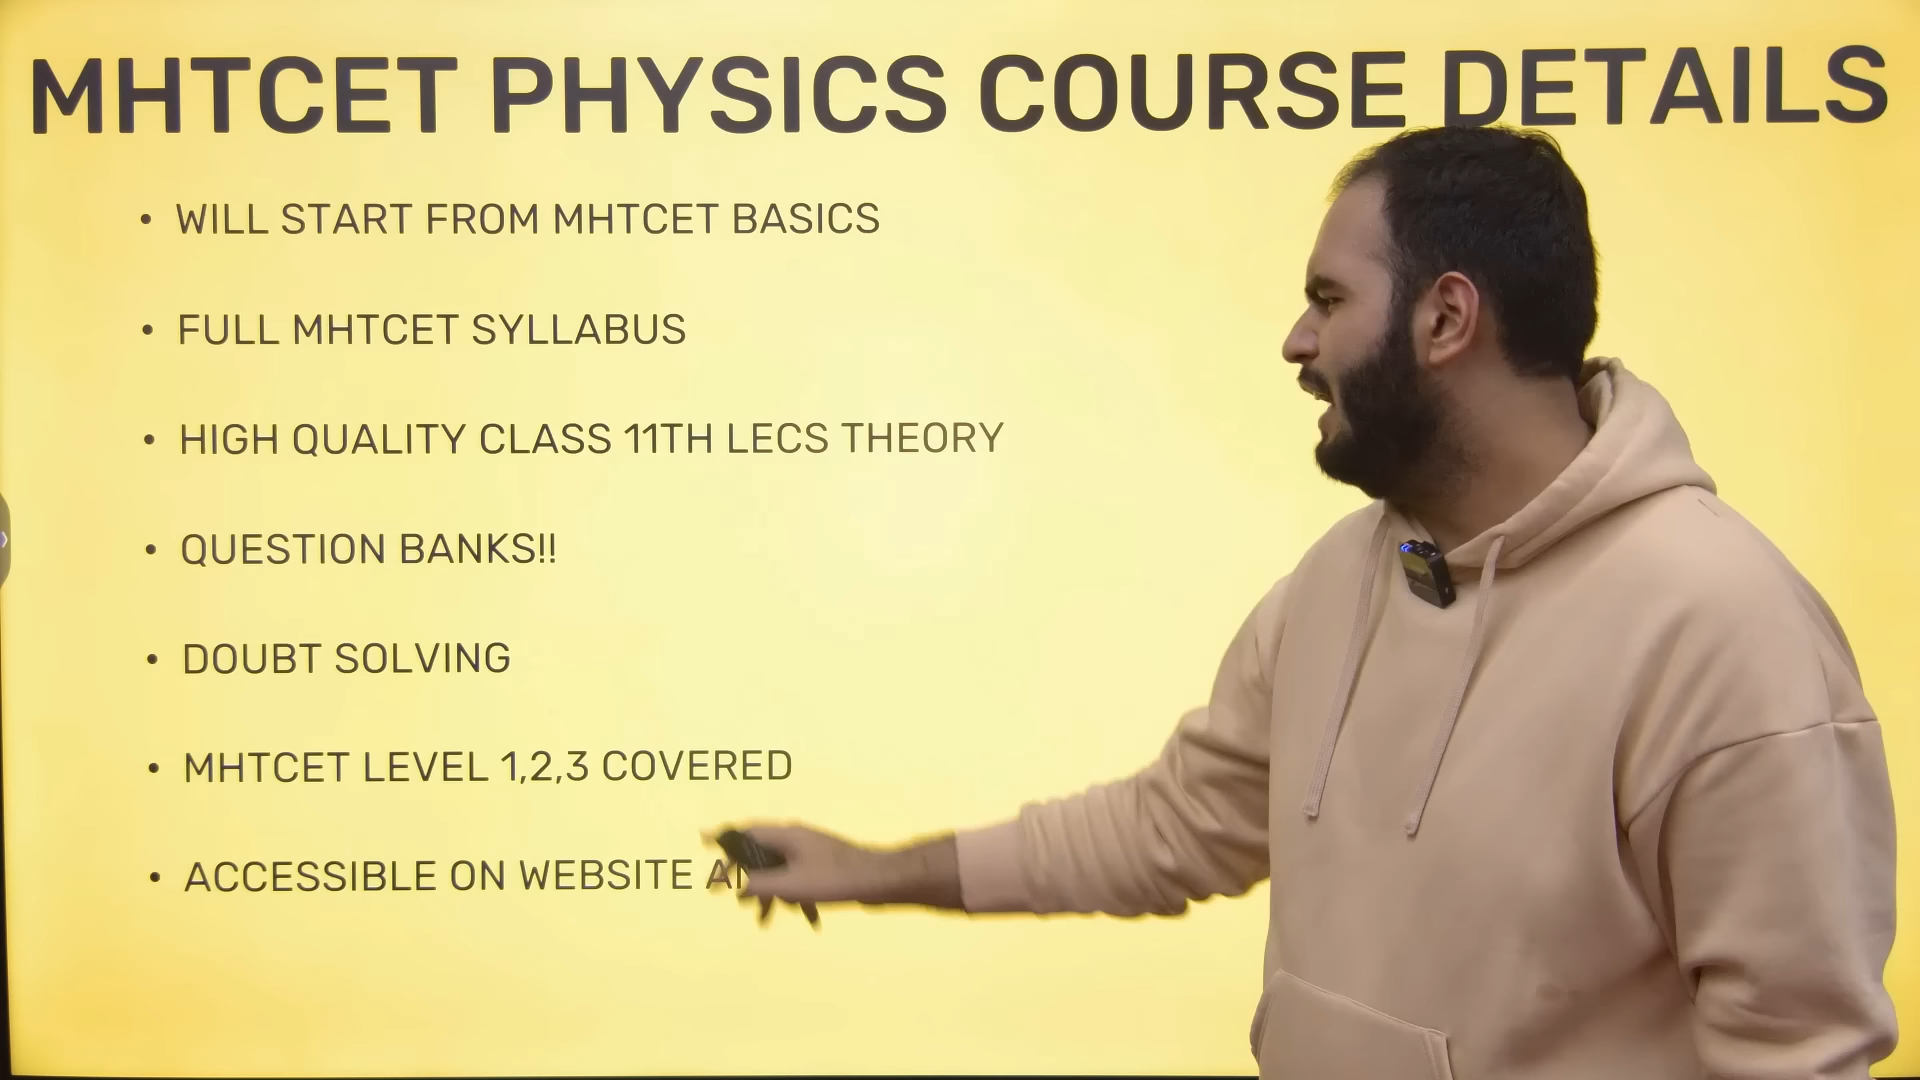 MHTCET PHYSICS COURSE DETAILS
• WILL START FROM MHTCET BASICS
• FULL MHTCET SYLLABUS
• HIGH QUALITY CLASS 11TH LECS THEORY
• QUESTION BANKS!!
• DOUBT SOLVING
• MHTCET LEVEL 1,2,3 COVERED
• ACCESSIBLE ON WEBSITE